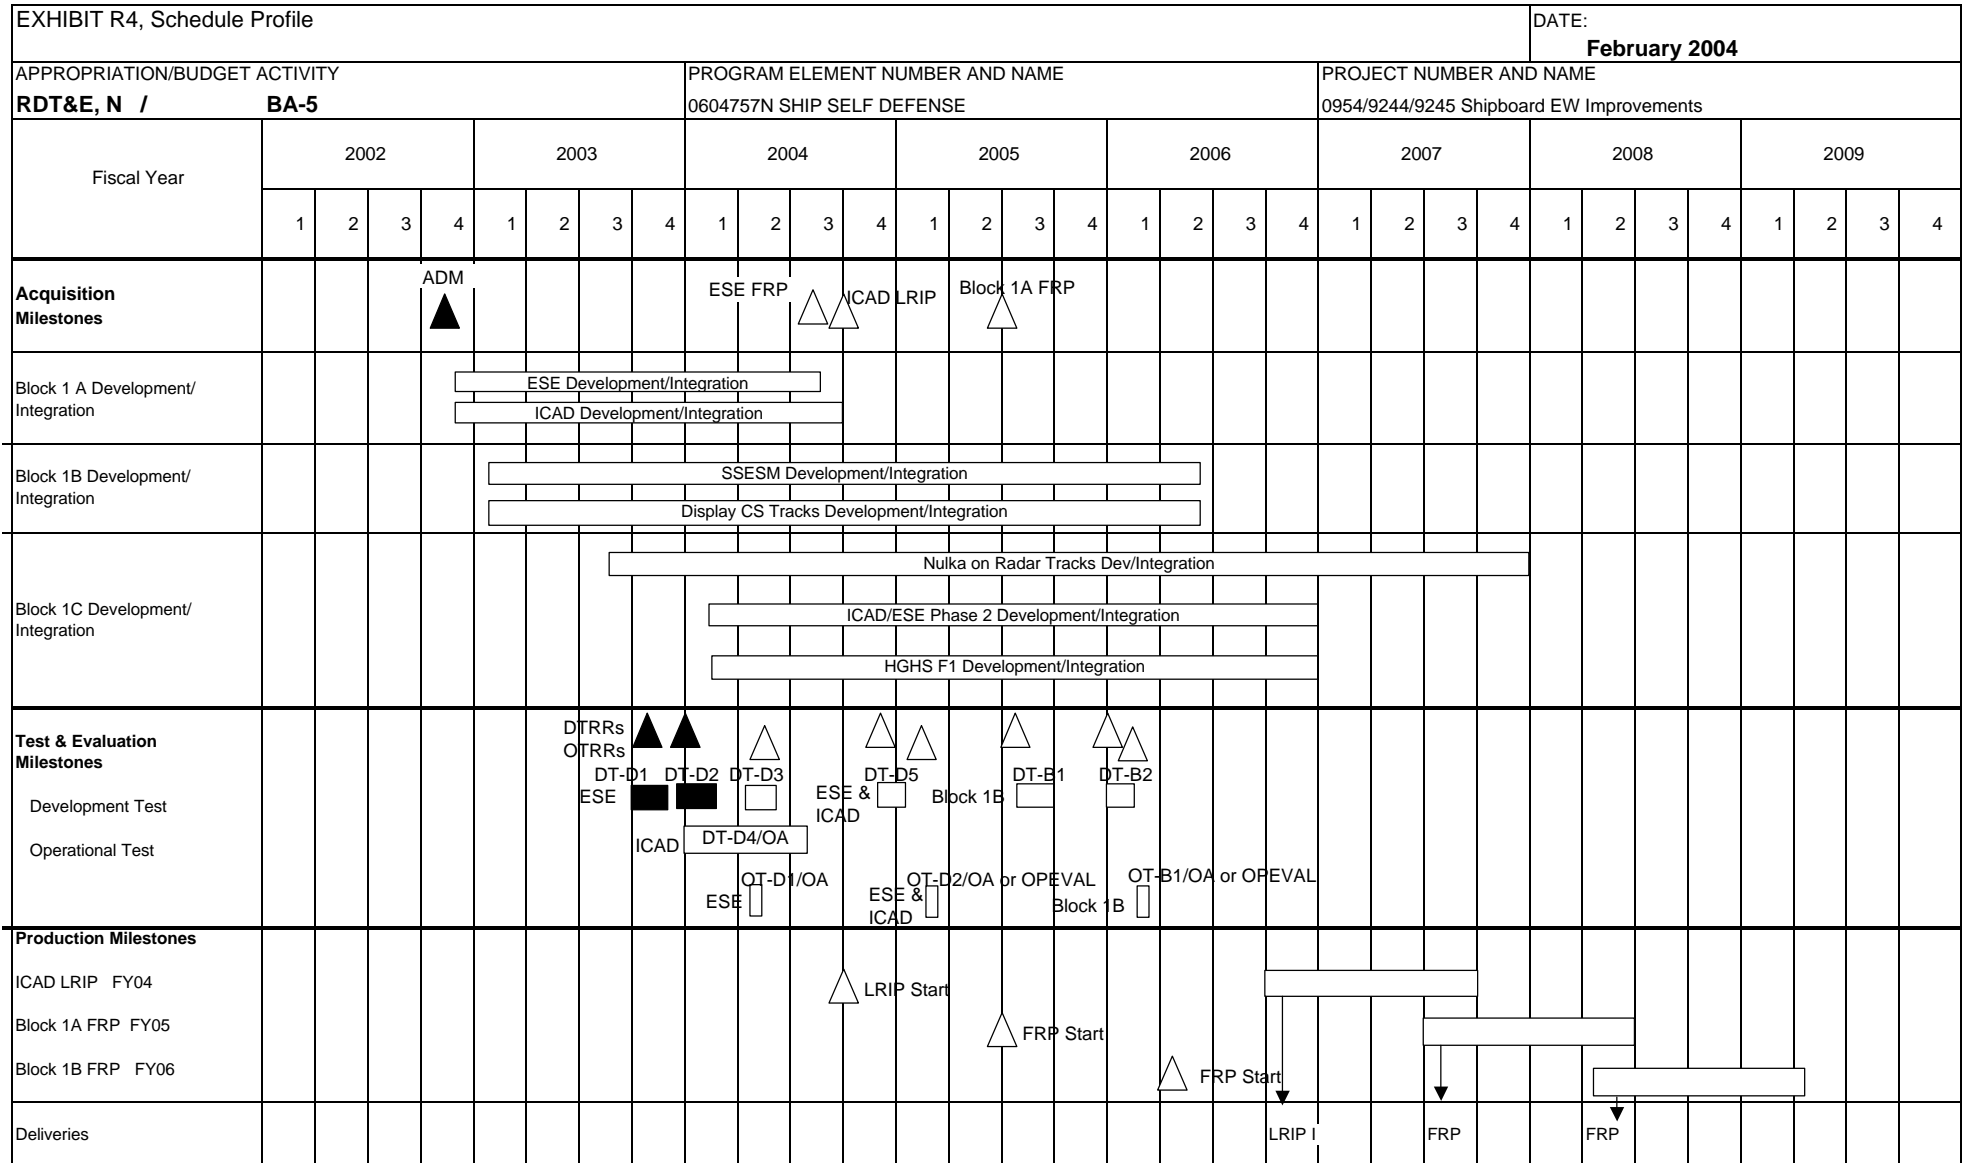 EXHIBIT R4, Schedule Profile
DATE:
February 2004
APPROPRIATION/BUDGET ACTIVITY
PROGRAM ELEMENT NUMBER AND NAME
PROJECT NUMBER AND NAME
RDT&E, N / BA-5
0604757N SHIP SELF DEFENSE
0954/9244/9245 Shipboard EW Improvements
Fiscal Year
2002 2003 2004 2005 2006 2007 2008 2009
1 2 3 4 1 2 3 4 1 2 3 4 1 2 3 4 1 2 3 4 1 2 3 4 1 2 3 4 1 2 3 4
Acquisition
Milestones
ADM
ESE FRP
ICAD LRIP
Block 1A FRP
Block 1 A Development/
Integration
ESE Development/Integration
ICAD Development/Integration
Block 1B Development/
Integration
SSESM Development/Integration
Display CS Tracks Development/Integration
Block 1C Development/
Integration
Nulka on Radar Tracks Dev/Integration
ICAD/ESE Phase 2 Development/Integration
HGHS F1 Development/Integration
Test & Evaluation
Milestones
DTRRs
OTRRs
DT-D1 DT-D2 DT-D3 DT-D5 DT-B1 DT-B2
Development Test
ESE
ESE &
ICAD
Block 1B
Operational Test
ICAD
DT-D4/OA
OT-D1/OA
OT-D2/OA or OPEVAL
OT-B1/OA or OPEVAL
ESE
ESE &
ICAD
Block 1B
Production Milestones
ICAD LRIP FY04
LRIP Start
Block 1A FRP FY05
FRP Start
Block 1B FRP FY06
FRP Start
Deliveries
LRIP I
FRP
FRP